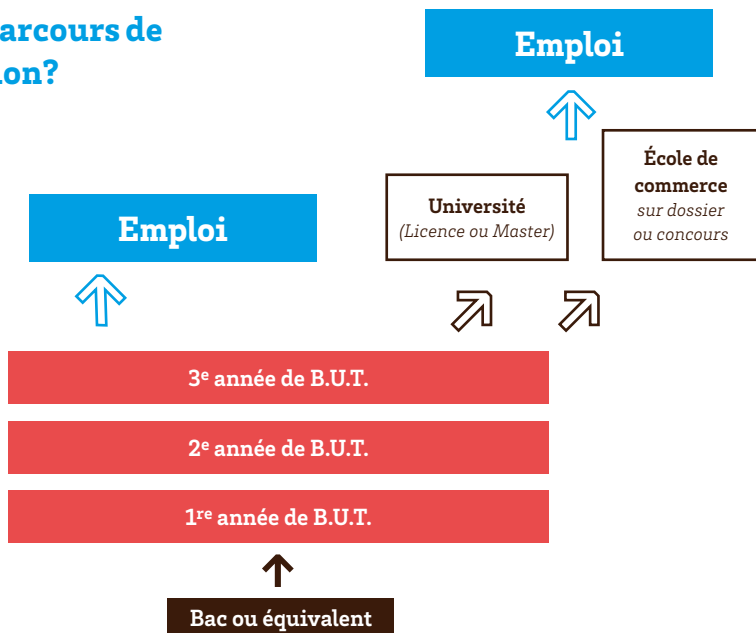 arcours de
on?
Emploi
École de
commerce
sur dossier
ou concours
Université
(Licence ou Master)
Emploi
3e année de B.U.T.
2e année de B.U.T.
1re année de B.U.T.
Bac ou équivalent